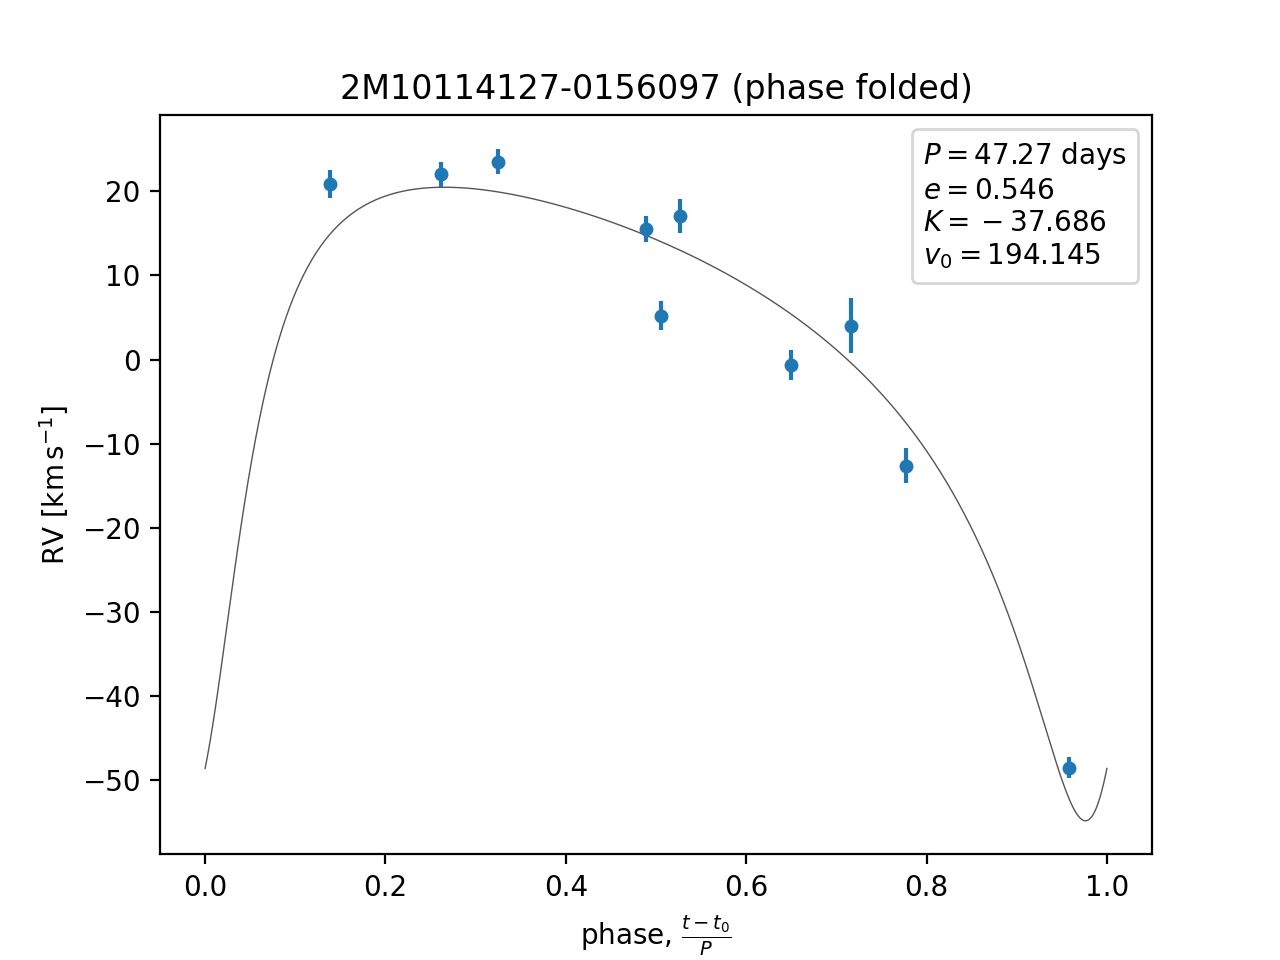 2M10114127-0156097 (phase folded)
P = 47.27 days
e = 0.546
K = −37.686
v₀ = 194.145
RV [km s⁻¹]
20
10
0
−10
−20
−30
−40
−50
0.0 0.2 0.4 0.6 0.8 1.0
phase, (t − t₀)/P